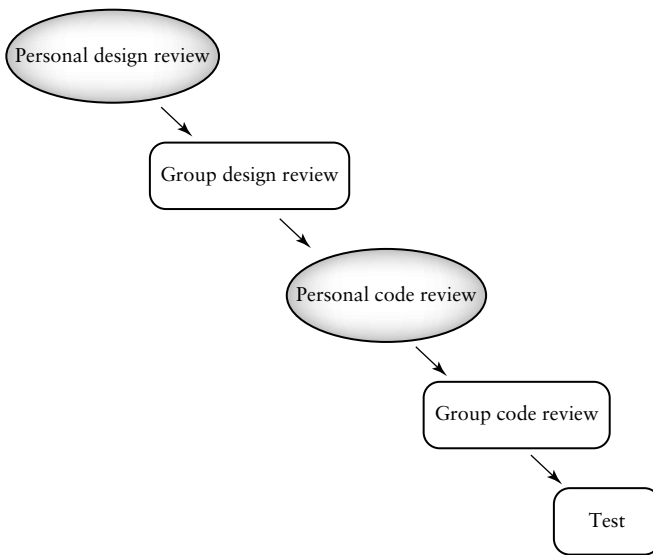 Personal design review
Group design review
Personal code review
Group code review
Test